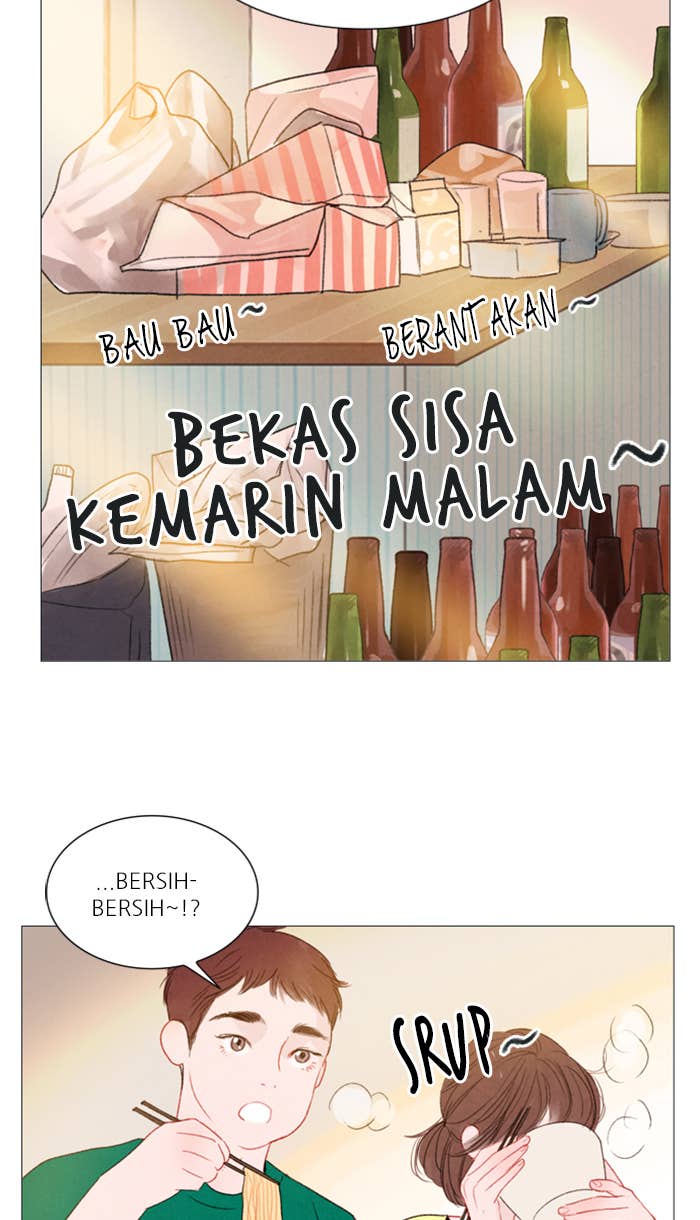 BAU BAU~
BERANTAKAN~
BEKAS SISA
KEMARIN MALAM~
...BERSIH-
BERSIH~!?
SRUP~